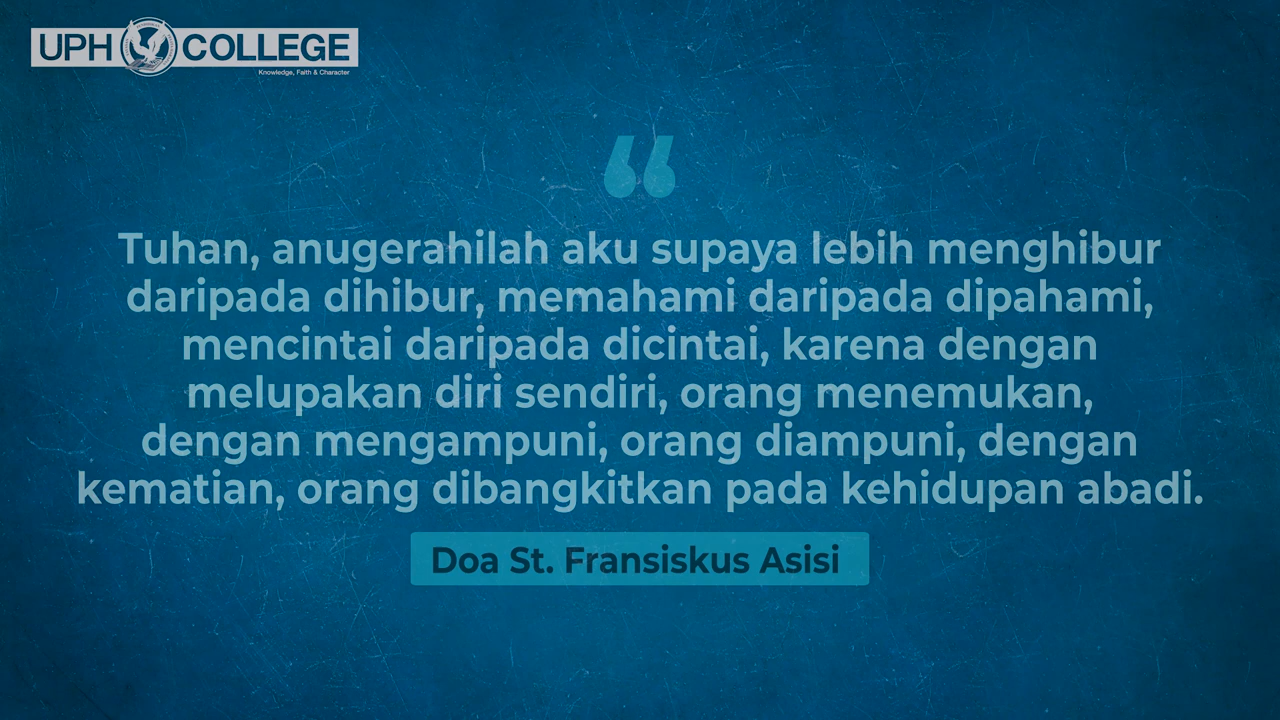 UPH COLLEGE
Knowledge, Faith & Character
“
Tuhan, anugerahilah aku supaya lebih menghibur
daripada dihibur, memahami daripada dipahami,
mencintai daripada dicintai, karena dengan
melupakan diri sendiri, orang menemukan,
dengan mengampuni, orang diampuni, dengan
kematian, orang dibangkitkan pada kehidupan abadi.
Doa St. Fransiskus Asisi